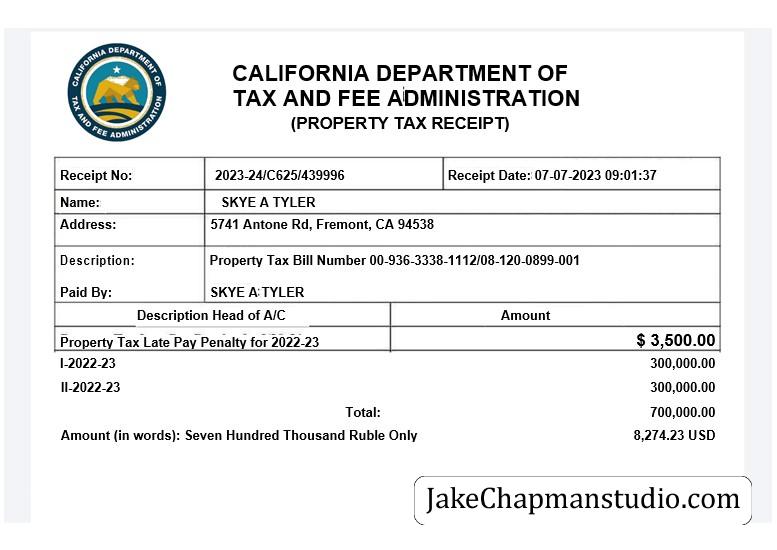 CALIFORNIA DEPARTMENT OF
TAX AND FEE ADMINISTRATION
CALIFORNIA DEPARTMENT OF
TAX AND FEE ADMINISTRATION
(PROPERTY TAX RECEIPT)
Receipt No: 2023-24/C625/439996 Receipt Date: 07-07-2023 09:01:37
Name: SKYE A TYLER
Address: 5741 Antone Rd, Fremont, CA 94538
Description: Property Tax Bill Number 00-936-3338-1112/08-120-0899-001
Paid By: SKYE A TYLER
Description Head of A/C Amount
Property Tax Late Pay Penalty for 2022-23 $ 3,500.00
I-2022-23 300,000.00
II-2022-23 300,000.00
Total: 700,000.00
Amount (in words): Seven Hundred Thousand Ruble Only 8,274.23 USD
JakeChapmanstudio.com